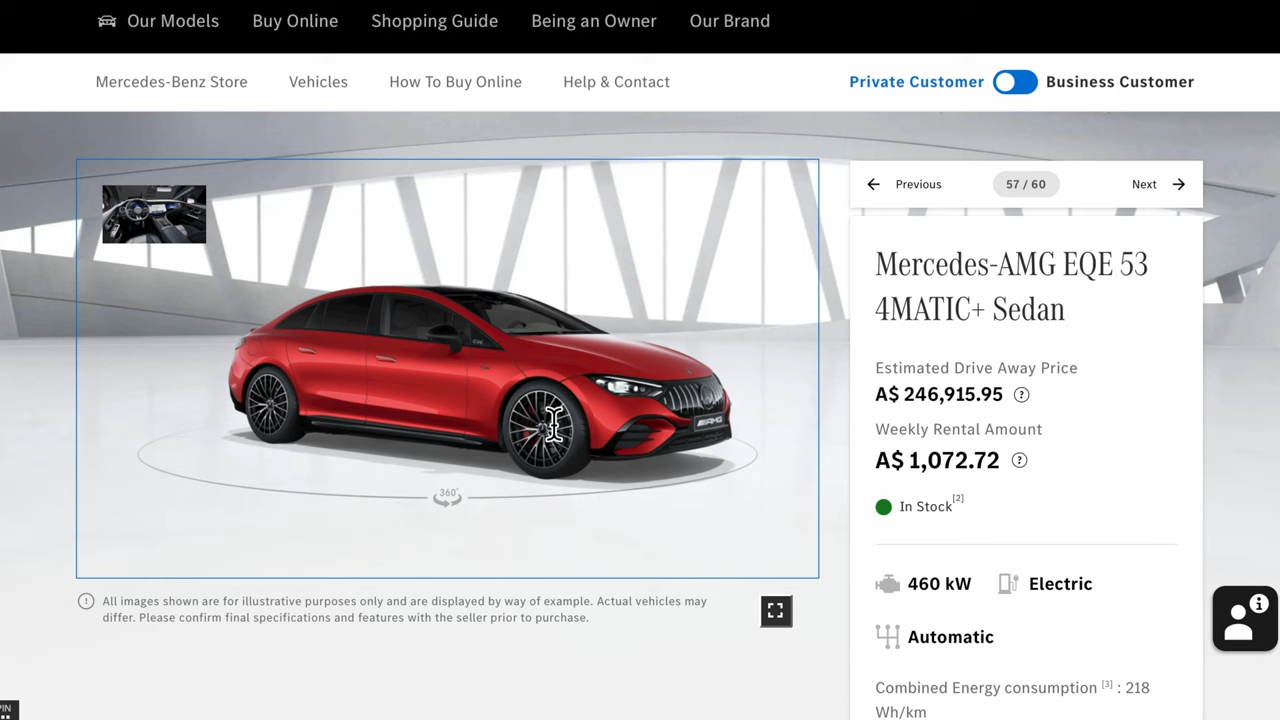 Our Models Buy Online Shopping Guide Being an Owner Our Brand
Mercedes-Benz Store Vehicles How To Buy Online Help & Contact Private Customer Business Customer
Previous 57 / 60 Next
Mercedes-AMG EQE 53
4MATIC+ Sedan
Estimated Drive Away Price
A$ 246,915.95 ?
Weekly Rental Amount
A$ 1,072.72 ?
In Stock[2]
460 kW Electric
Automatic
Combined Energy consumption [3] : 218
Wh/km
AMG
360°
All images shown are for illustrative purposes only and are displayed by way of example. Actual vehicles may
differ. Please confirm final specifications and features with the seller prior to purchase.
PIN